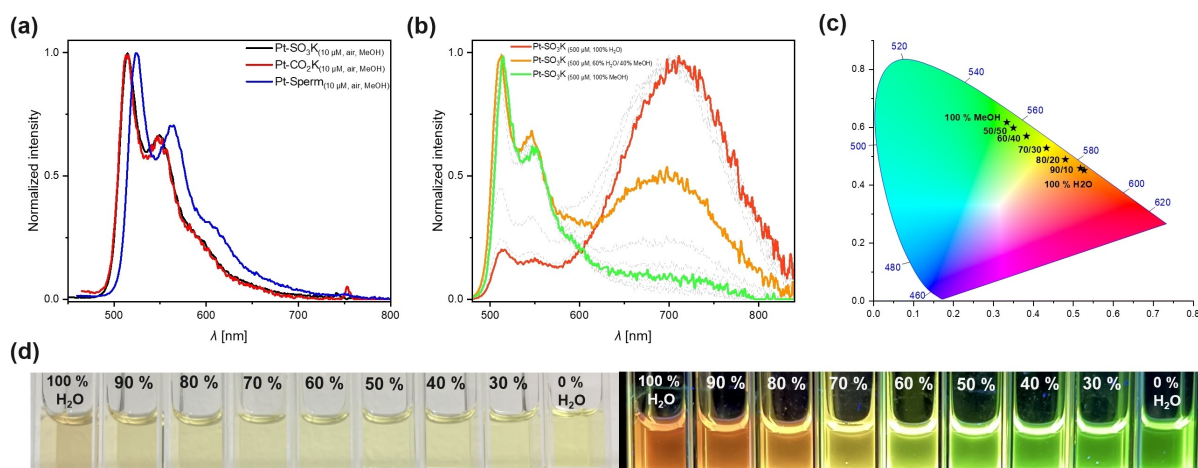 (a)
Pt-SO₃K (10 µM, air, MeOH)
Pt-CO₂K (10 µM, air, MeOH)
Pt-Sperm (10 µM, air, MeOH)
Normalized intensity
1.0
0.5
0.0
500 600 700 800
λ [nm]
(b)
Pt-SO₃K (500 µM, 100% H₂O)
Pt-SO₃K (500 µM, 60% H₂O/ 40% MeOH)
Pt-SO₃K (500 µM, 100% MeOH)
Normalized intensity
1.0
0.5
0.0
500 600 700 800
λ [nm]
(c)
0.8
0.6
0.4
0.2
0.0
0.0 0.1 0.2 0.3 0.4 0.5 0.6 0.7 0.8
520
540
560
580
600
620
500
480
460
100 % MeOH
50/50
60/40
70/30
80/20
90/10
100 % H2O
(d)
100 % H₂O
90 %
80 %
70 %
60 %
50 %
40 %
30 %
0 % H₂O
100 % H₂O
90 %
80 %
70 %
60 %
50 %
40 %
30 %
0 % H₂O